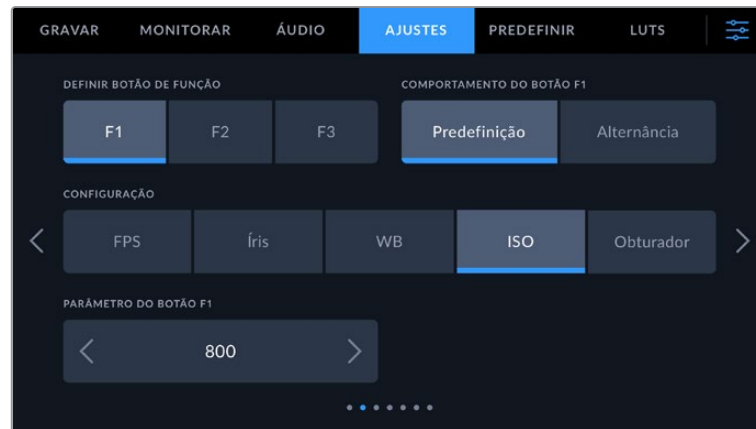 GRAVAR MONITORAR ÁUDIO AJUSTES PREDEFINIR LUTS
DEFINIR BOTÃO DE FUNÇÃO COMPORTAMENTO DO BOTÃO F1
F1 F2 F3 Predefinição Alternância
CONFIGURAÇÃO
FPS Íris WB ISO Obturador
PARÂMETRO DO BOTÃO F1
800